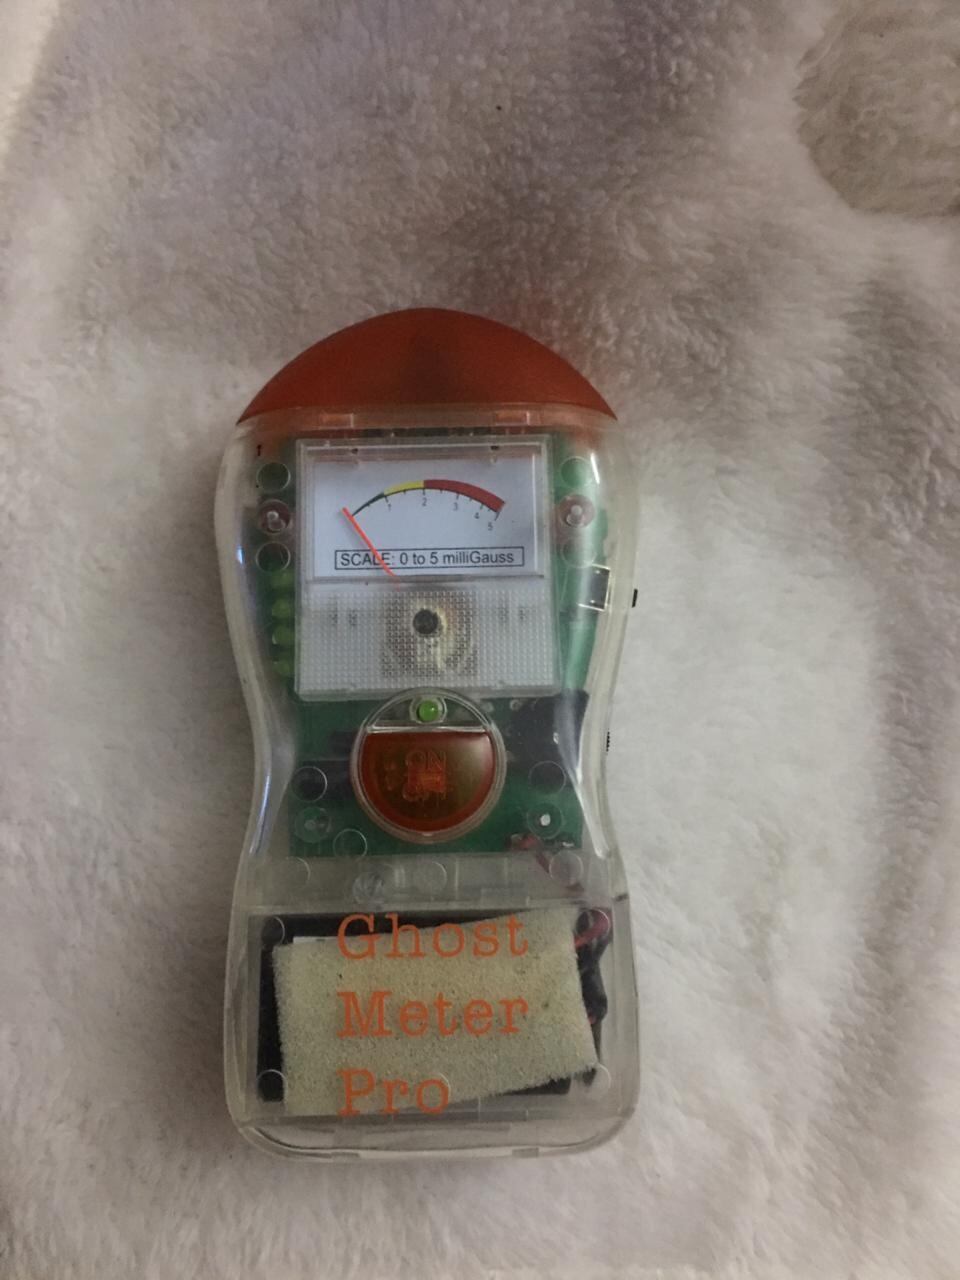 1 2 3 4 5
SCALE: 0 to 5 milliGauss
ON
Ghost
Meter
Pro